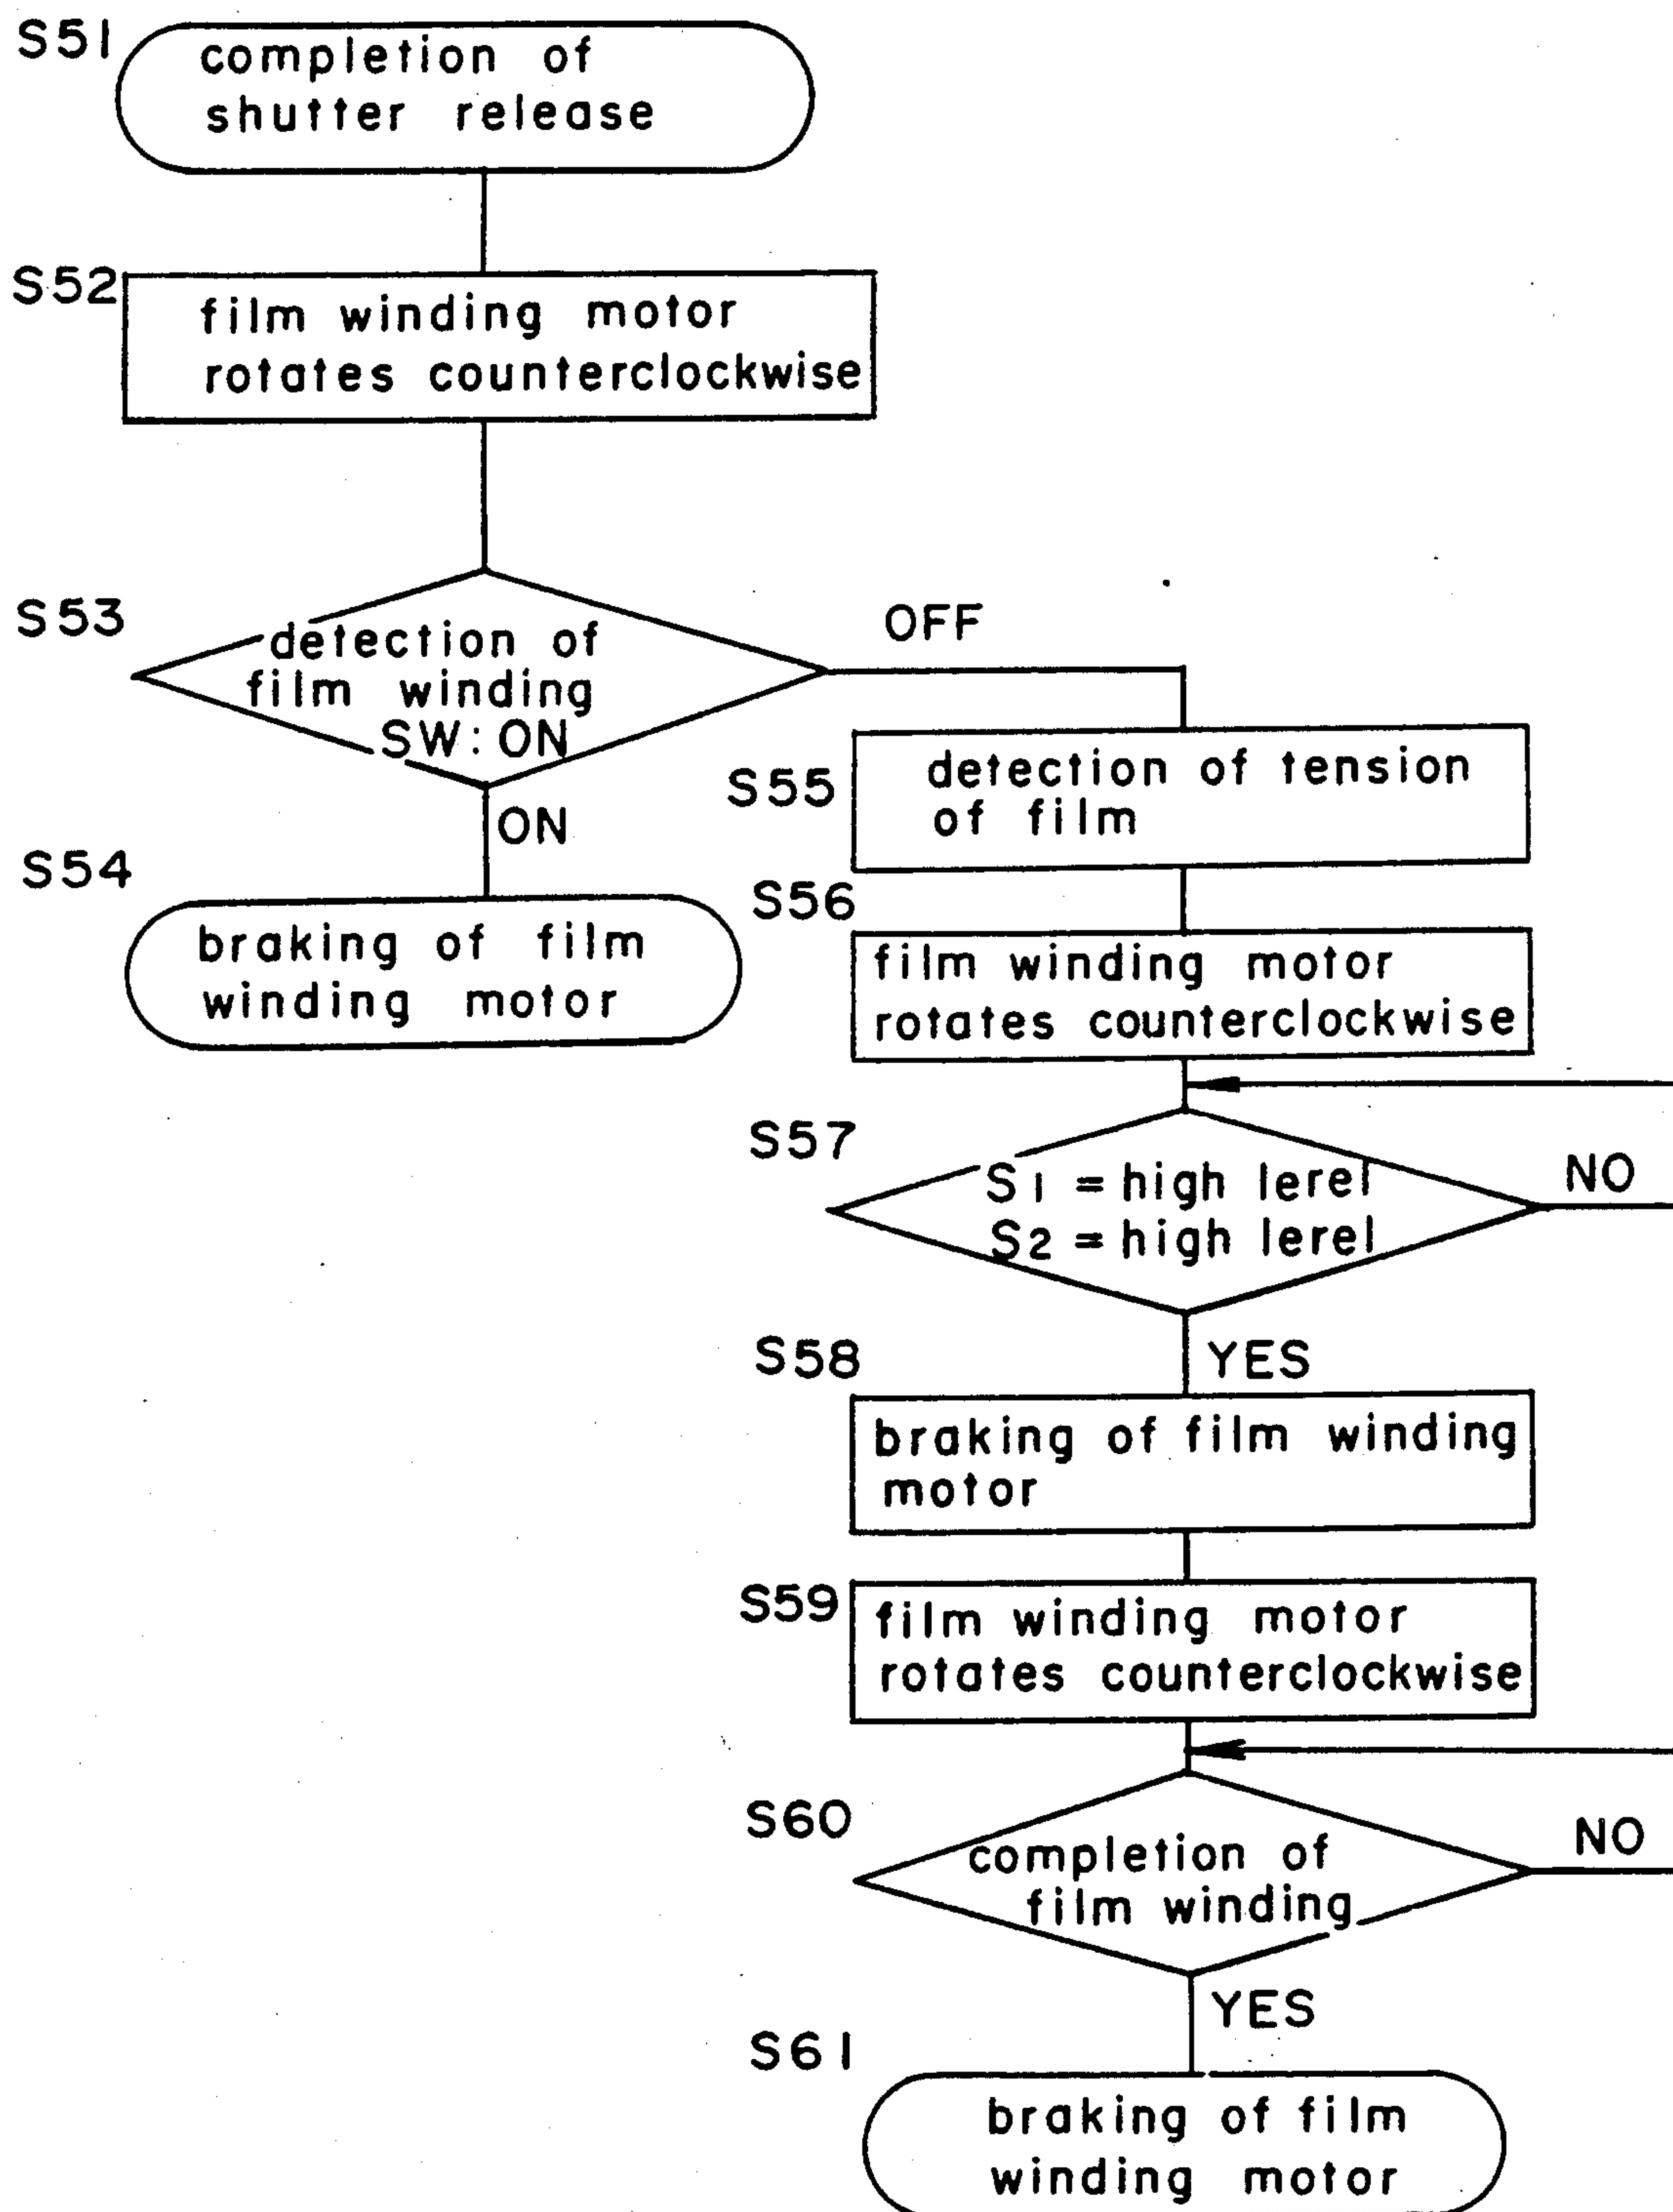 S51
completion of
shutter release
S52
film winding motor
rotates counterclockwise
S53
detection of
film winding
SW: ON
OFF
ON
S54
braking of film
winding motor
S55
detection of tension
of film
S56
film winding motor
rotates counterclockwise
S57
S1 = high lerel
S2 = high lerel
NO
YES
S58
braking of film winding
motor
S59
film winding motor
rotates counterclockwise
S60
completion of
film winding
NO
YES
S61
braking of film
winding motor